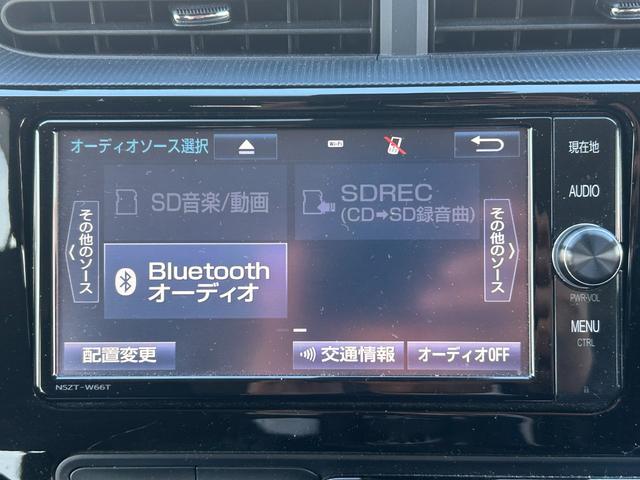 オーディオソース選択
Wi-Fi
現在地
SD音楽/動画
SDREC
(CD➡SD録音曲)
AUDIO
その他のソース
その他のソース
Bluetooth
オーディオ
PWR-VOL
MENU
CTRL
配置変更
交通情報
オーディオOFF
NSZT-W66T